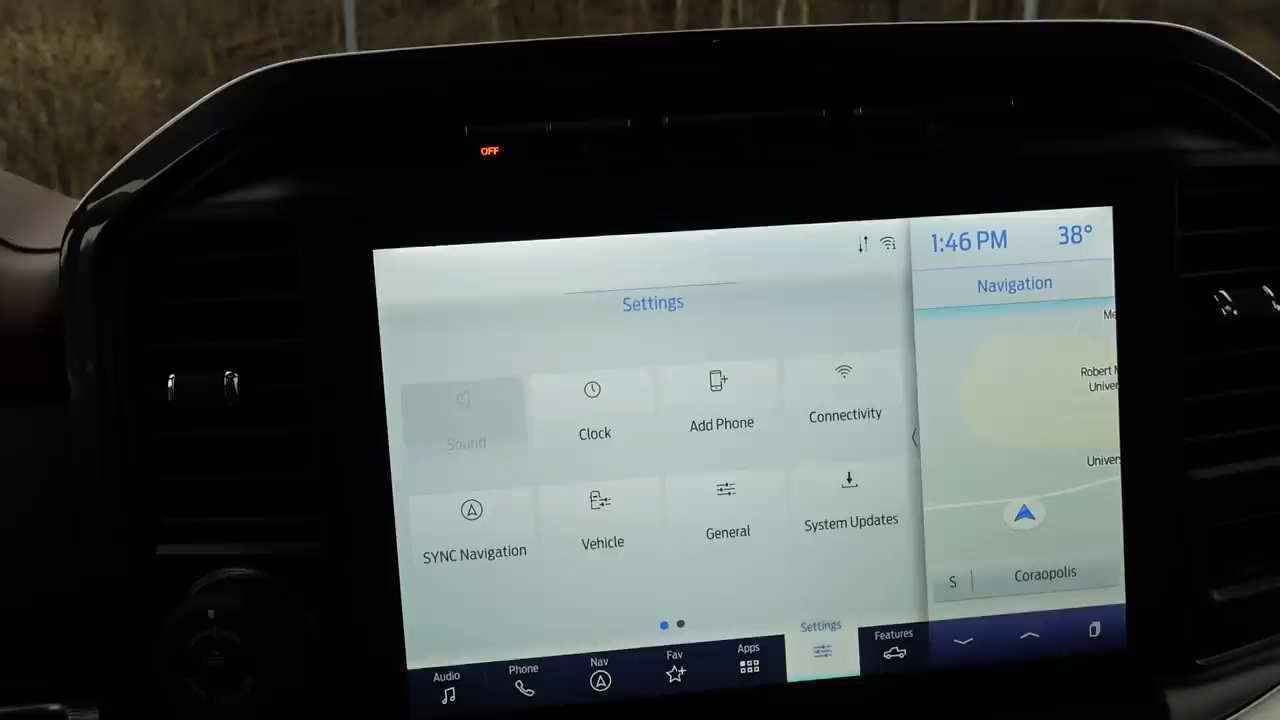 OFF
1:46 PM 38°
Settings
Navigation
Me
Robert M
Univer
Sound
Clock
Add Phone
Connectivity
Univer
SYNC Navigation
Vehicle
General
System Updates
S
Coraopolis
Audio
Phone
Nav
Fav
Apps
Settings
Features